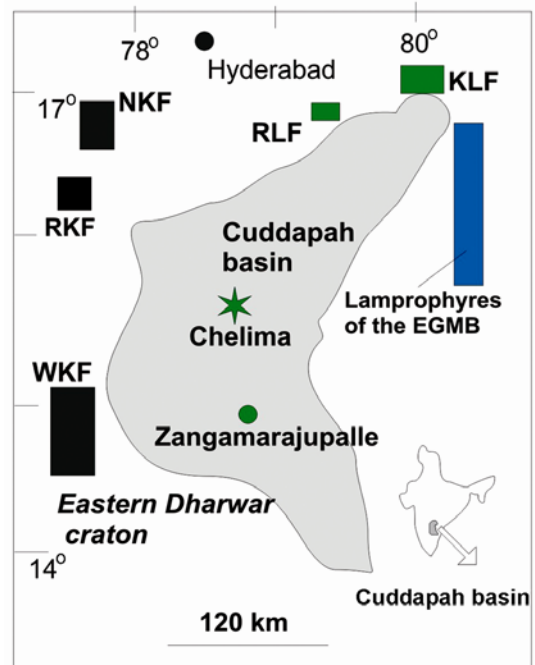 78°
80°
Hyderabad
KLF
17°
NKF
RLF
RKF
Cuddapah
basin
Lamprophyres
of the EGMB
Chelima
WKF
Zangamarajupalle
Eastern Dharwar
craton
14°
Cuddapah basin
120 km